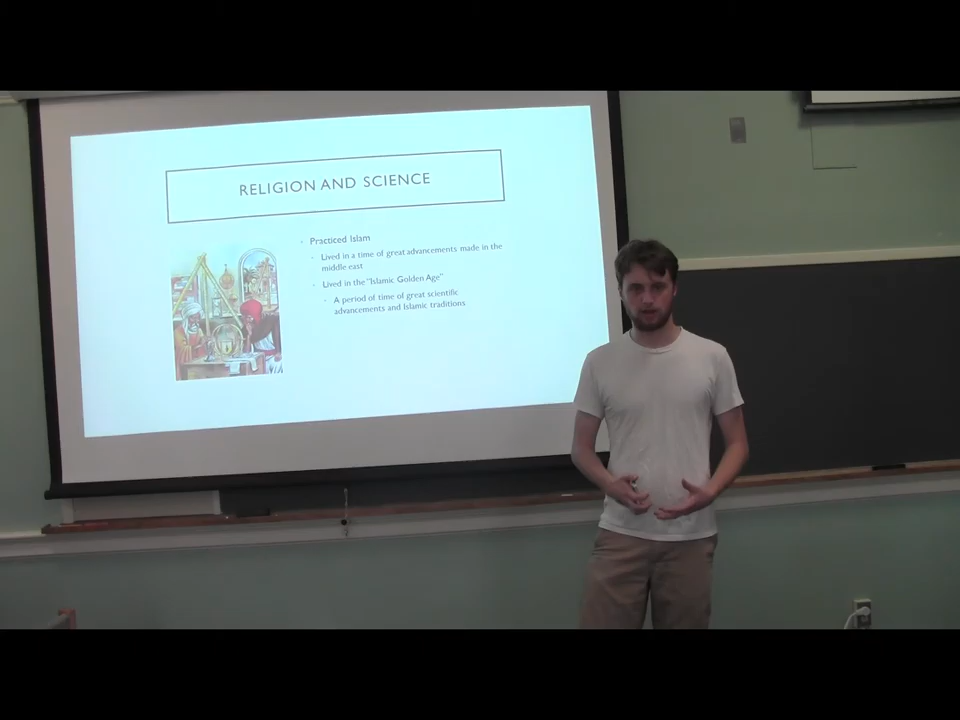 RELIGION AND SCIENCE
Practiced Islam
Lived in a time of great advancements made in the
middle east
Lived in the "Islamic Golden Age"
A period of time of great scientific
advancements and Islamic traditions